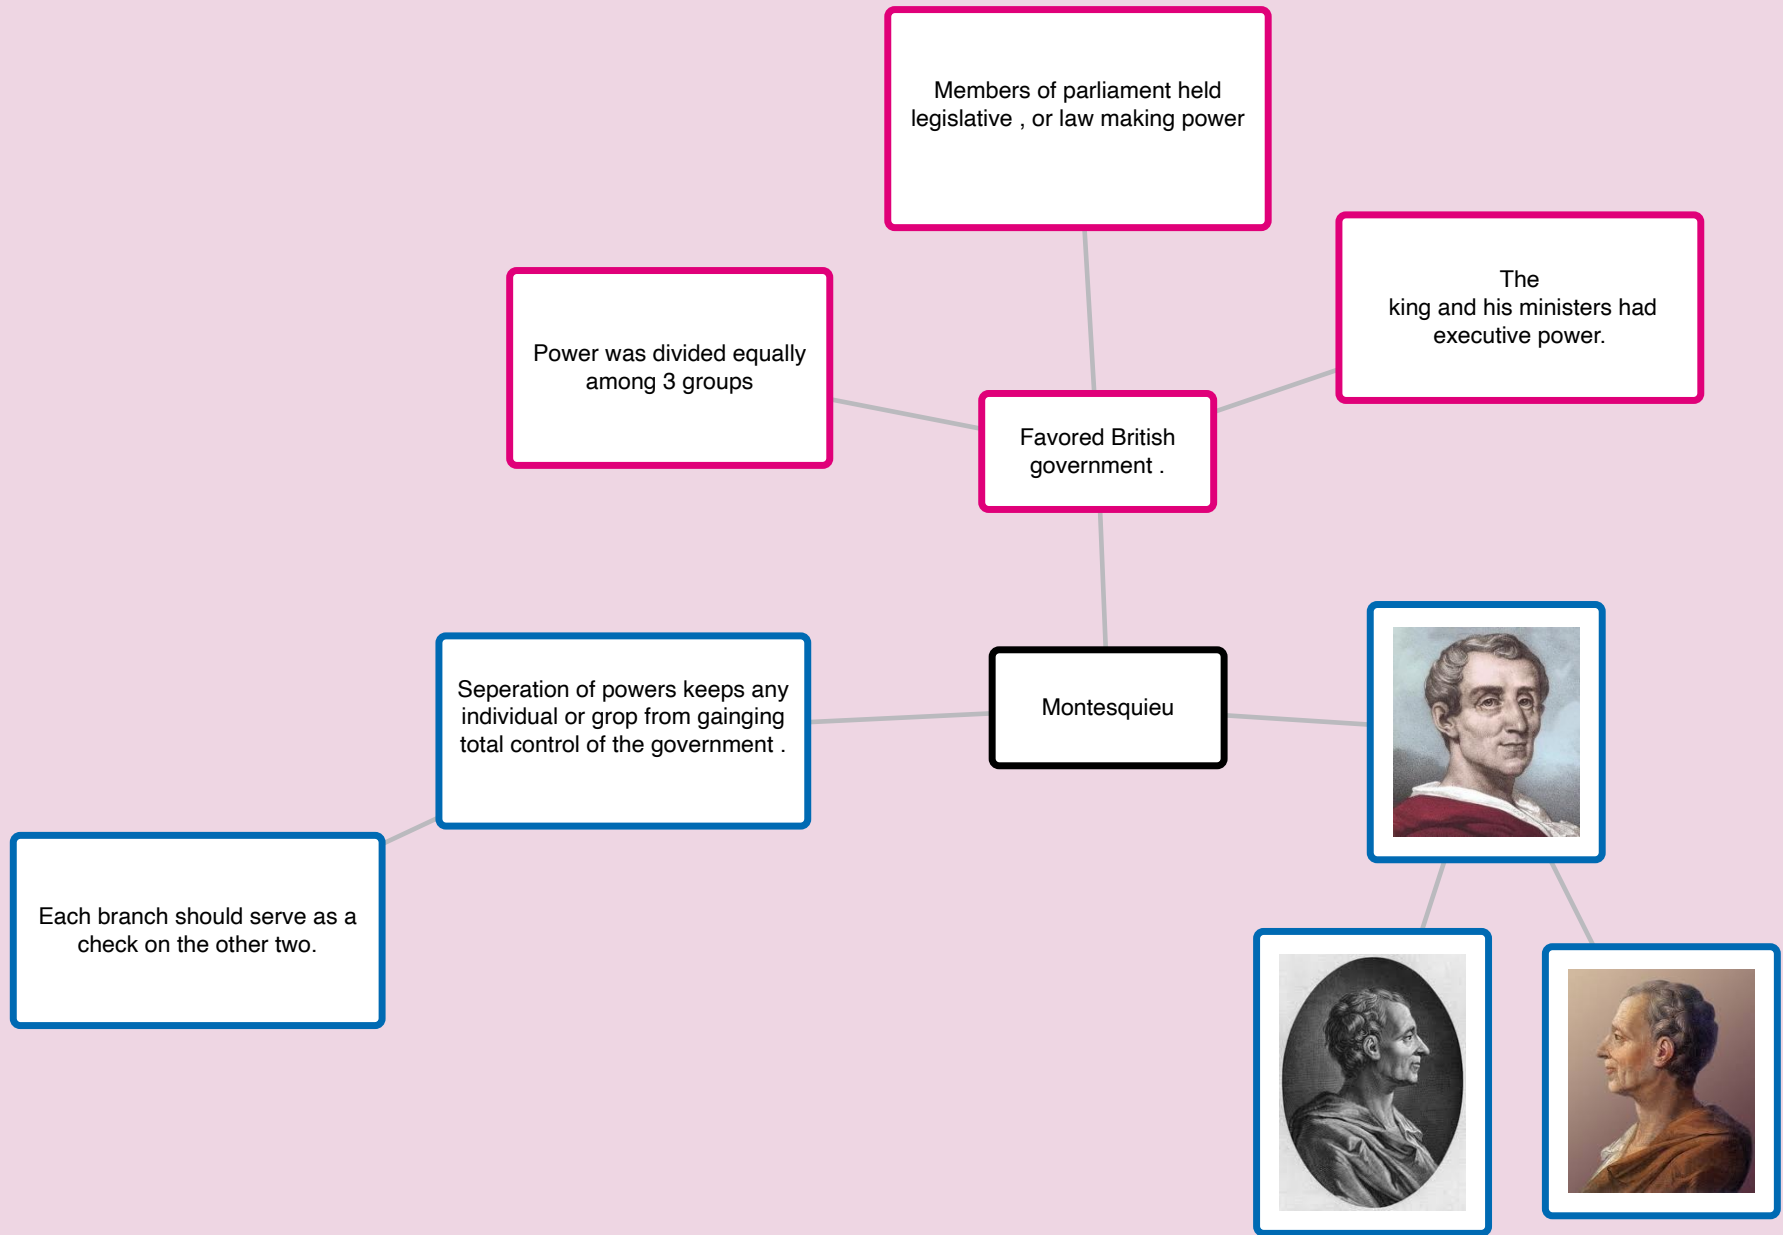 Members of parliament held
legislative , or law making power
The
king and his ministers had
executive power.
Power was divided equally
among 3 groups
Favored British
government .
Seperation of powers keeps any
individual or grop from gainging
total control of the government .
Montesquieu
Each branch should serve as a
check on the other two.